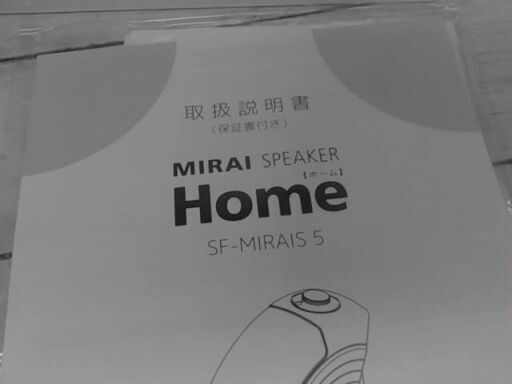 取扱説明書
(保証書付き)
MIRAI SPEAKER
Home
【ホーム】
SF-MIRAIS 5